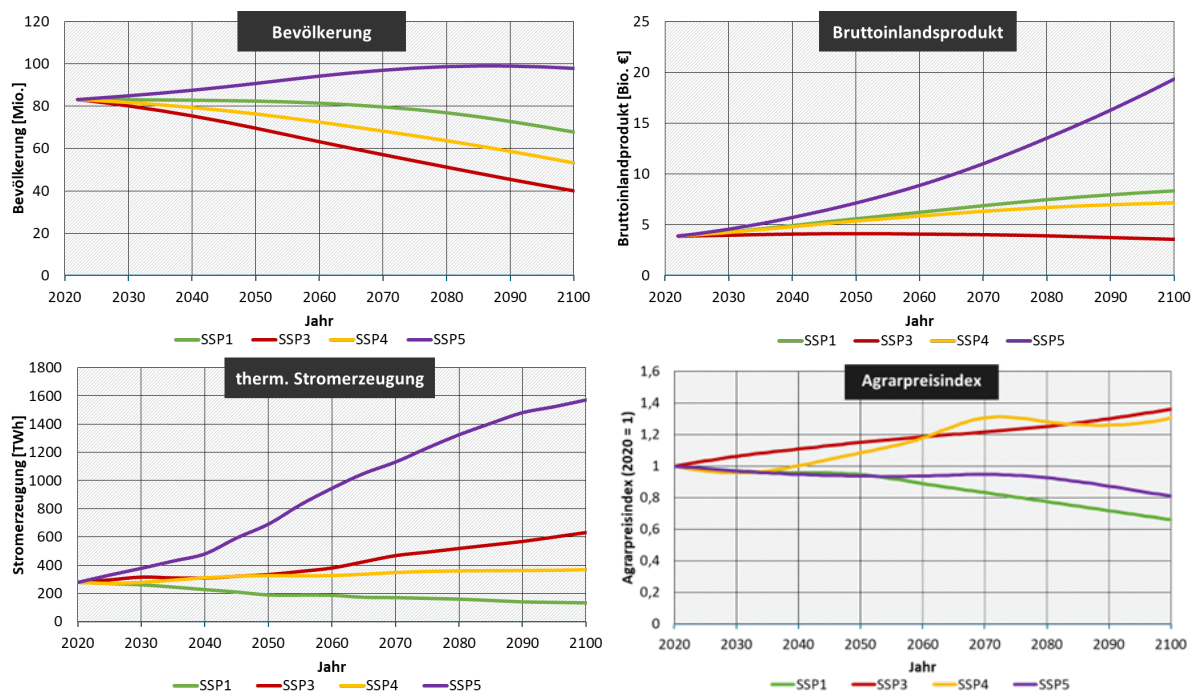 Bevölkerung
Bevölkerung [Mio.]
120
100
80
60
40
20
0
2020 2030 2040 2050 2060 2070 2080 2090 2100
Jahr
SSP1 SSP3 SSP4 SSP5
Bruttoinlandsprodukt
Bruttoinlandprodukt [Bio. €]
25
20
15
10
5
0
2020 2030 2040 2050 2060 2070 2080 2090 2100
Jahr
SSP1 SSP3 SSP4 SSP5
therm. Stromerzeugung
Stromerzeugung [TWh]
1800
1600
1400
1200
1000
800
600
400
200
0
2020 2030 2040 2050 2060 2070 2080 2090 2100
Jahr
SSP1 SSP3 SSP4 SSP5
Agrarpreisindex
Agrarpreisindex (2020 = 1)
1,6
1,4
1,2
1
0,8
0,6
0,4
0,2
0
2020 2030 2040 2050 2060 2070 2080 2090 2100
Jahr
SSP1 SSP3 SSP4 SSP5